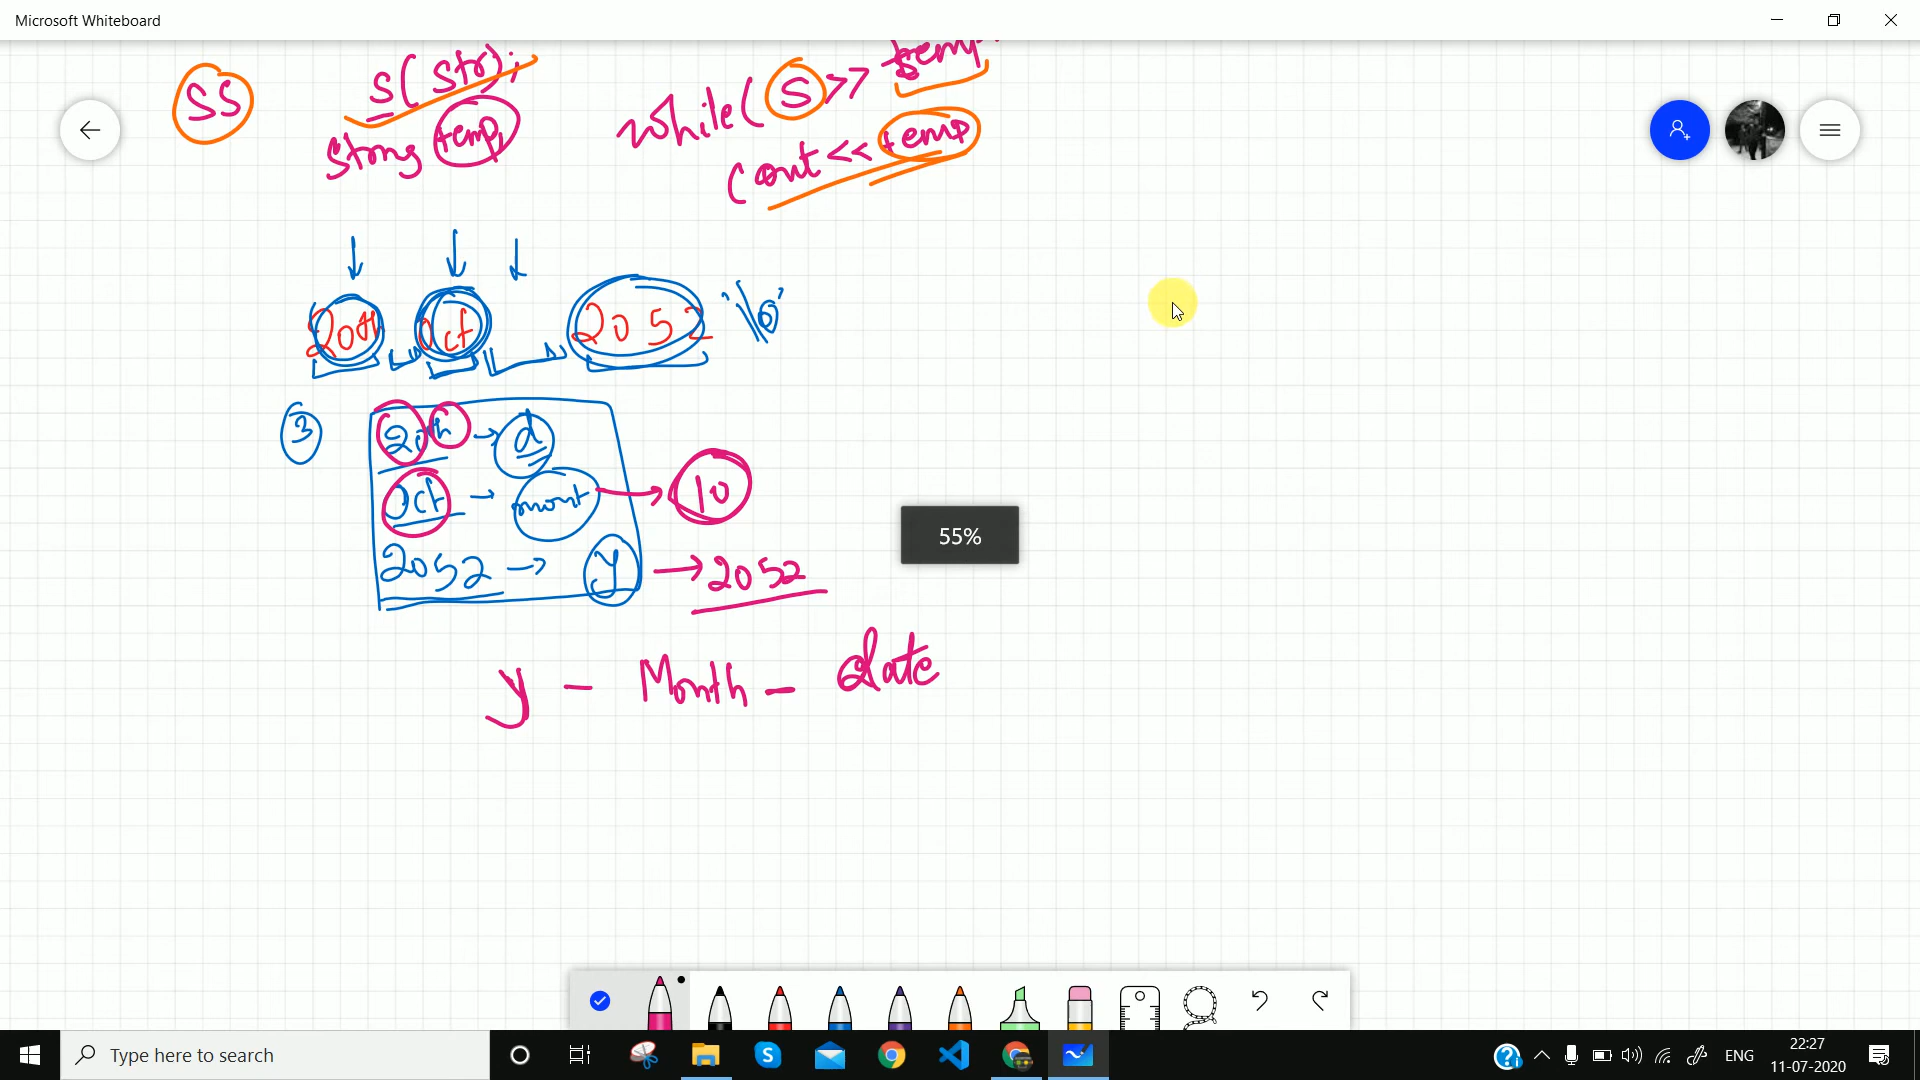 Microsoft Whiteboard
SS
s(str);
string temp,
while(s>> temp
cout<<temp
20th Oct 2052 '\0'
3
20th → d
Oct → mont → 10
2052 → y → 2052
y - Month - date
55%
Type here to search
ENG
22:27
11-07-2020